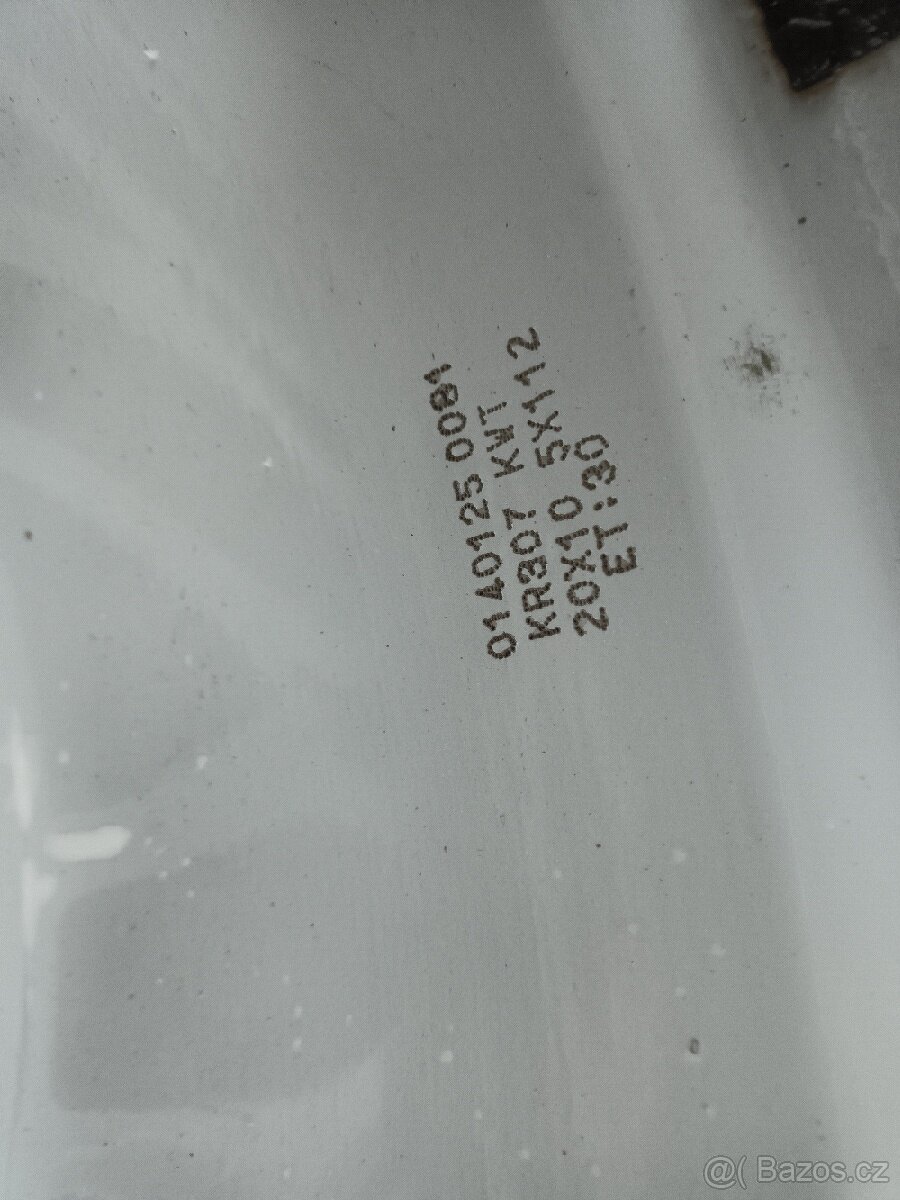 0140125 0081
KR307 KWT
20X10 5X112
ET:30
@( Bazos.cz